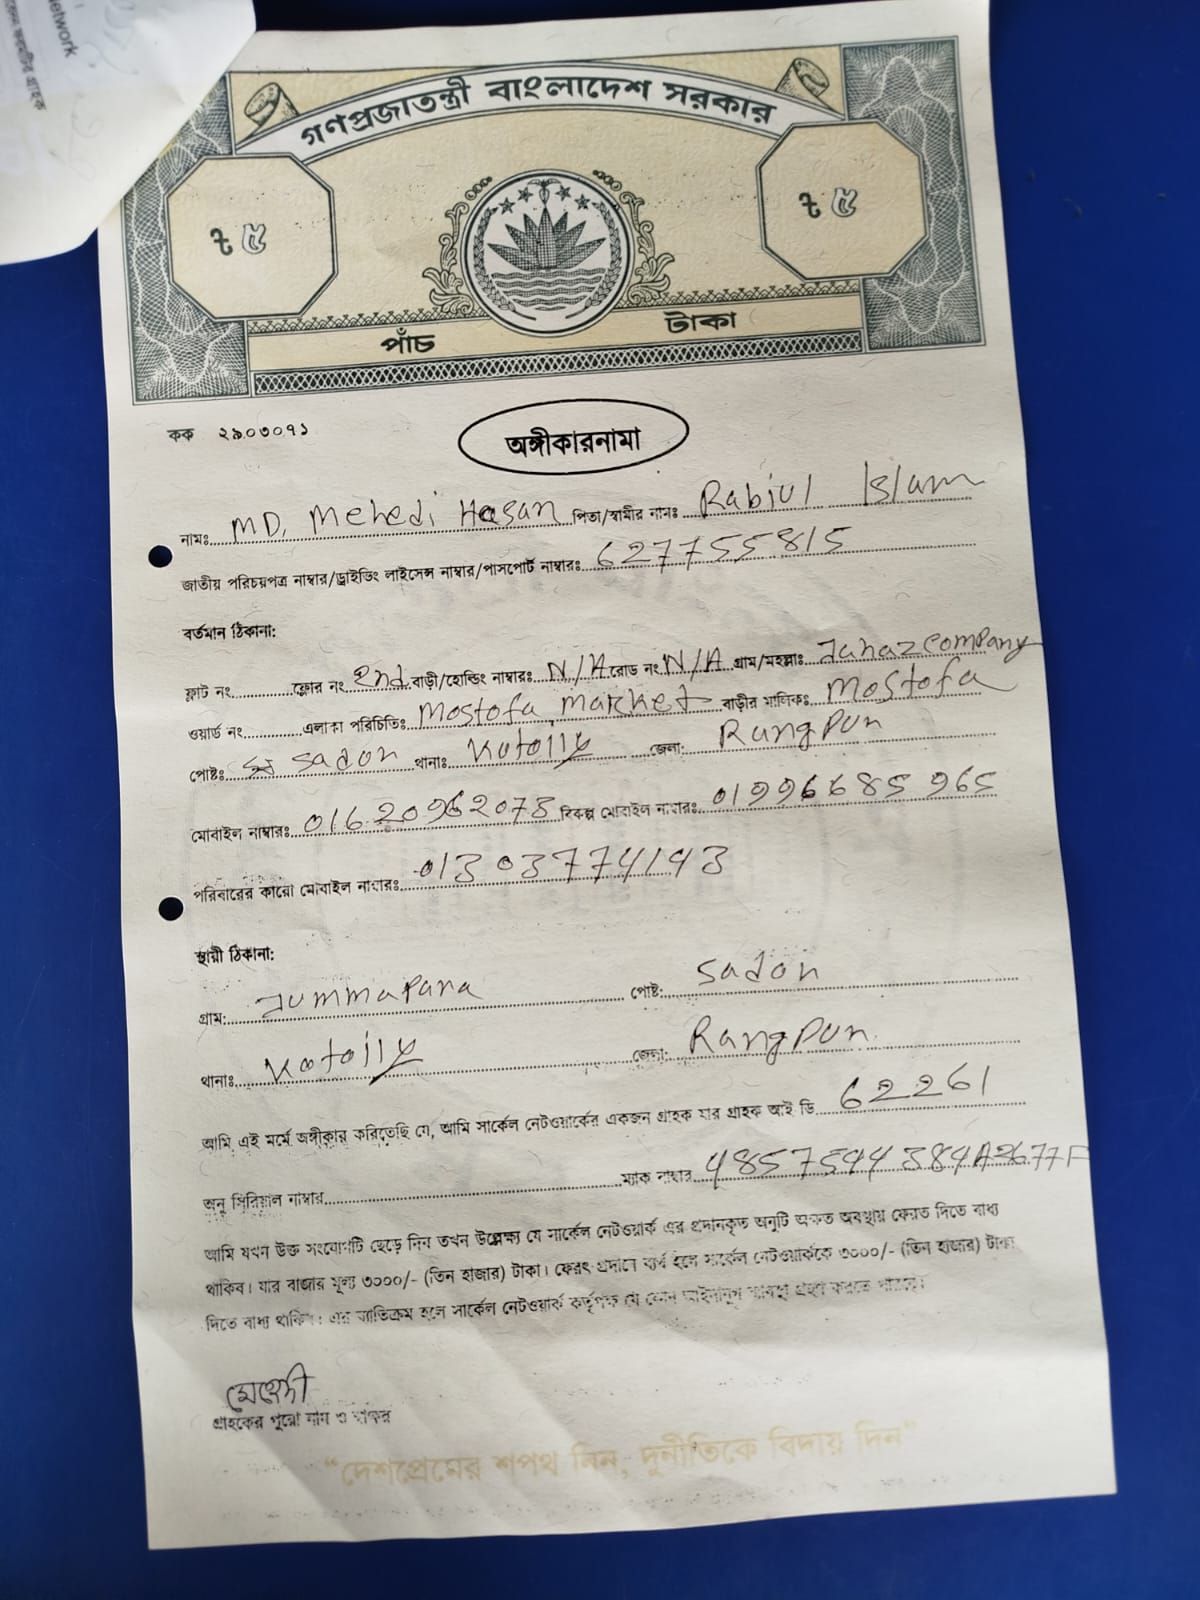 etwork
গণপ্রজাতন্ত্রী বাংলাদেশ সরকার
৳ ৫
৳ ৫
পাঁচ টাকা
কক ২৯০৩০৭১
অঙ্গীকারনামা
নামঃ MD. Mehedi Hasan পিতা/স্বামীর নামঃ Rabiul Islam
জাতীয় পরিচয়পত্র নাম্বার/ড্রাইভিং লাইসেন্স নাম্বার/পাসপোর্ট নাম্বারঃ 627755815
বর্তমান ঠিকানা:
ফ্লাট নং ফ্লোর নং 2nd বাড়ী/হোল্ডিং নাম্বারঃ N/A রোড নং N/A গ্রাম/মহল্লাঃ Juhaz company
ওয়ার্ড নং এলাকা পরিচিতিঃ Mostofa market বাড়ীর মালিকঃ Mostofa
পোষ্টঃ sador থানাঃ Kotolly জেলা: Rangpur
মোবাইল নাম্বারঃ 01620962073 বিকল্প মোবাইল নাম্বারঃ 01996685965
পরিবারের কারো মোবাইল নাম্বারঃ 01303774143
স্থায়ী ঠিকানা:
গ্রাম: Jummapara পোষ্ট: sador
থানাঃ Kotolly জেলা: Rangpur
আমি এই মর্মে অঙ্গীকার করিতেছি যে, আমি সার্কেল নেটওয়ার্কের একজন গ্রাহক যার গ্রাহক আই ডি 62261
অনু সিরিয়াল নাম্বার ম্যাক নাম্বার
আমি যখন উক্ত সংযোগটি ছেড়ে দিব তখন উল্লেক্ষ্য যে সার্কেল নেটওয়ার্ক এর প্রদানকৃত অনুটি অক্ষত অবস্থায় ফেরত দিতে বাধ্য
থাকিব। যার বাজার মূল্য ৩০০০/- (তিন হাজার) টাকা। ফেরৎ প্রদানে ব্যর্থ হলে সার্কেল নেটওয়ার্ককে ৩০০০/- (তিন হাজার) টাকা
দিতে বাধ্য থাকিব। এর ব্যতিক্রম হলে সার্কেল নেটওয়ার্ক কর্তৃপক্ষ যে কোন আইনানুগ ব্যবস্থা গ্রহণ করতে পারবে।
মেহেদী
গ্রাহকের পুরো নাম ও স্বাক্ষর
“দেশপ্রেমের শপথ নিন, দুর্নীতিকে বিদায় দিন”